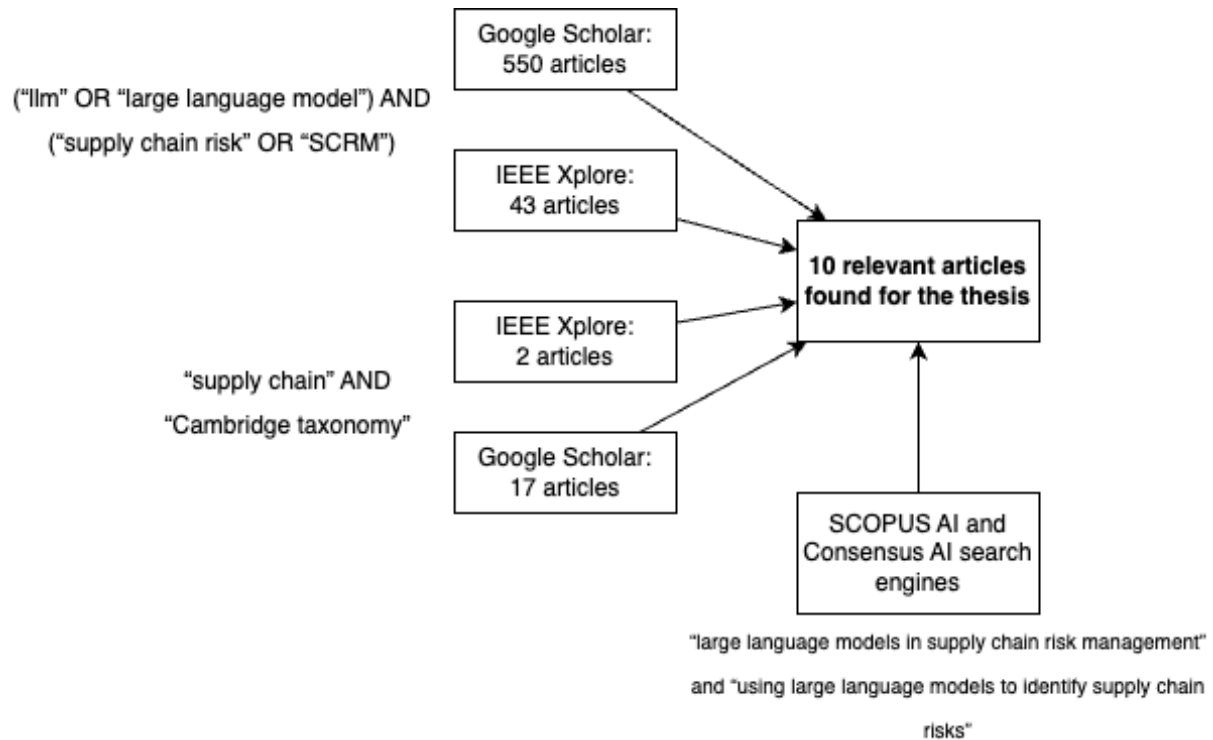 Google Scholar:
550 articles
(“llm” OR “large language model”) AND
(“supply chain risk” OR “SCRM”)
IEEE Xplore:
43 articles
10 relevant articles
found for the thesis
IEEE Xplore:
2 articles
“supply chain” AND
“Cambridge taxonomy”
Google Scholar:
17 articles
SCOPUS AI and
Consensus AI search
engines
“large language models in supply chain risk management”
and “using large language models to identify supply chain
risks”